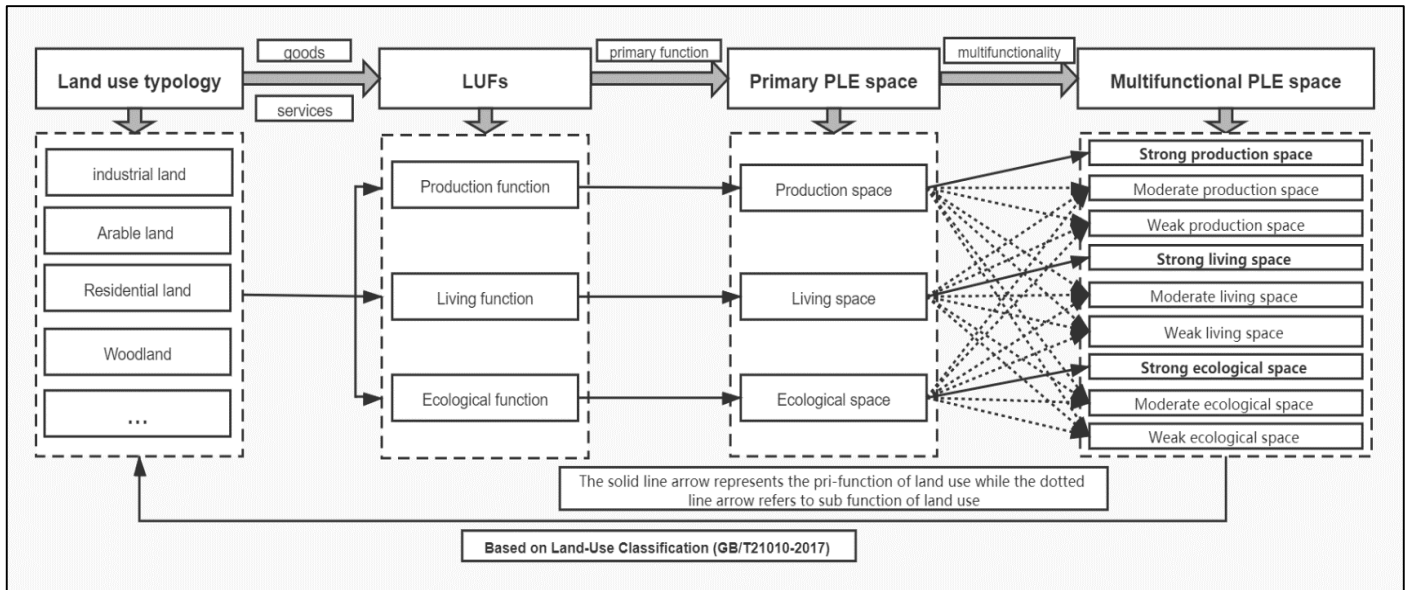 goods
primary function
multifunctionality
Land use typology
LUFs
Primary PLE space
Multifunctional PLE space
services
industrial land
Arable land
Residential land
Woodland
...
Production function
Living function
Ecological function
Production space
Living space
Ecological space
Strong production space
Moderate production space
Weak production space
Strong living space
Moderate living space
Weak living space
Strong ecological space
Moderate ecological space
Weak ecological space
The solid line arrow represents the pri-function of land use while the dotted
line arrow refers to sub function of land use
Based on Land-Use Classification (GB/T21010-2017)